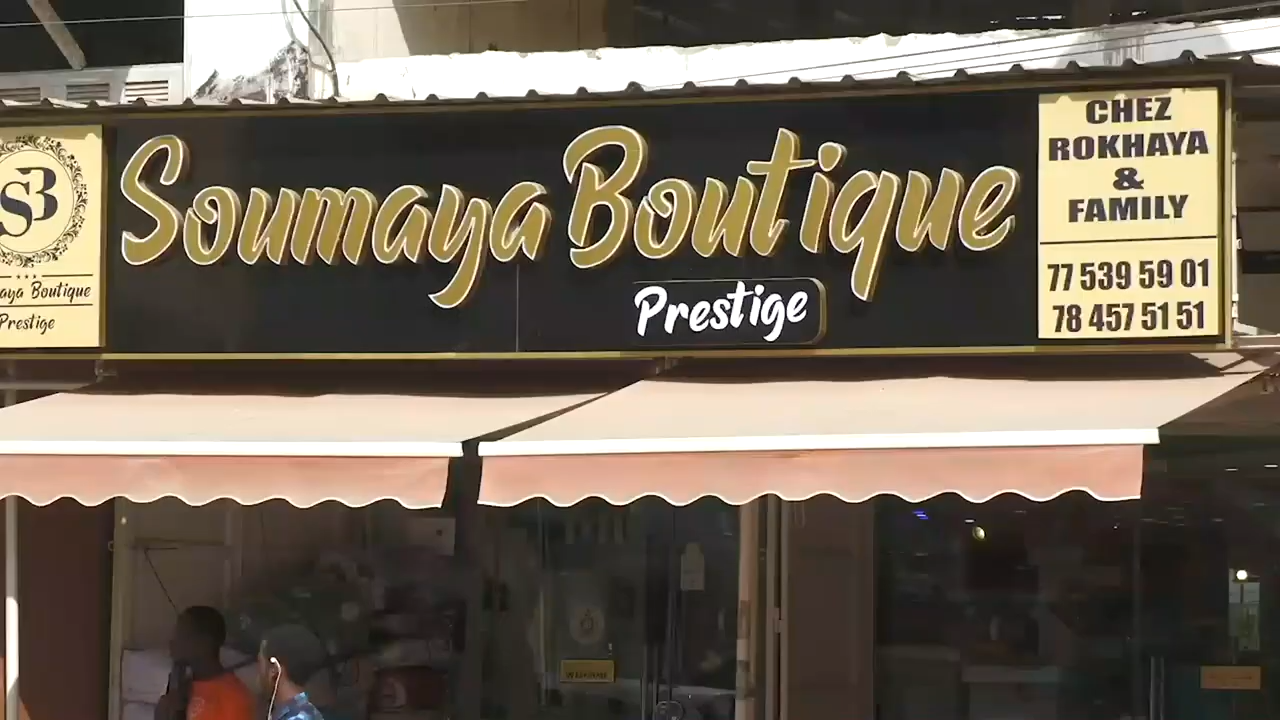 SB
aya Boutique
Prestige
Soumaya Boutique
Prestige
CHEZ
ROKHAYA
&
FAMILY
77 539 59 01
78 457 51 51